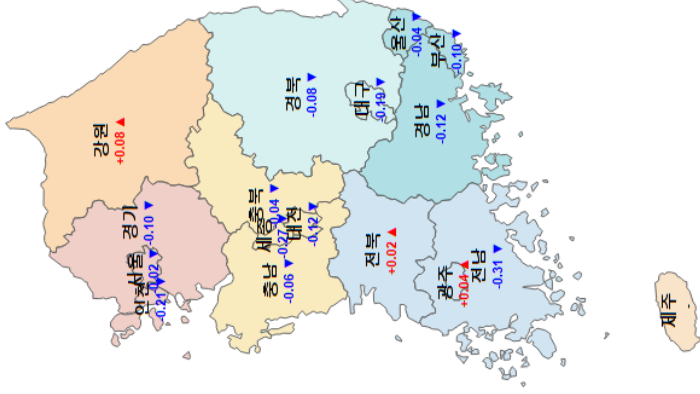 강원
+0.08 ▲
경기
-0.10 ▼
서울
-0.02 ▼
인천
-0.21 ▼
경북
-0.08 ▼
충북
-0.04 ▼
세종
-0.27 ▼
대전
-0.12 ▼
충남
-0.06 ▼
대구
-0.19 ▼
울산
-0.04 ▼
부산
-0.10 ▼
경남
-0.12 ▼
전북
+0.02 ▲
광주
+0.04 ▲
전남
-0.31 ▼
제주